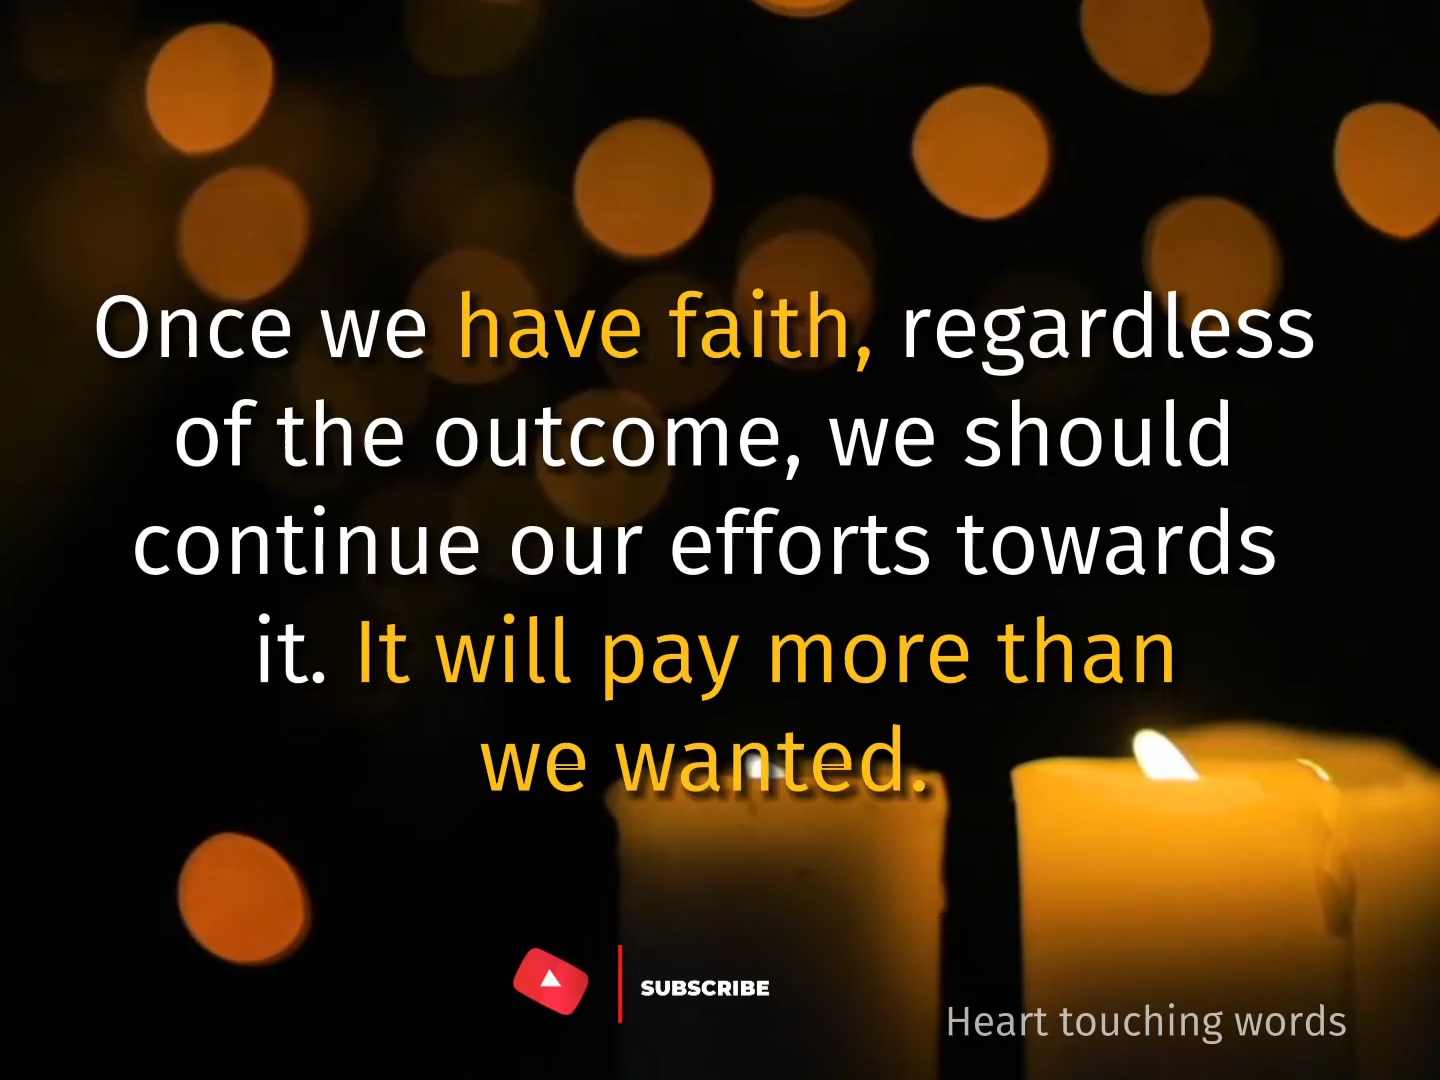 Once we have faith, regardless
of the outcome, we should
continue our efforts towards
it. It will pay more than
we wanted.
SUBSCRIBE
Heart touching words